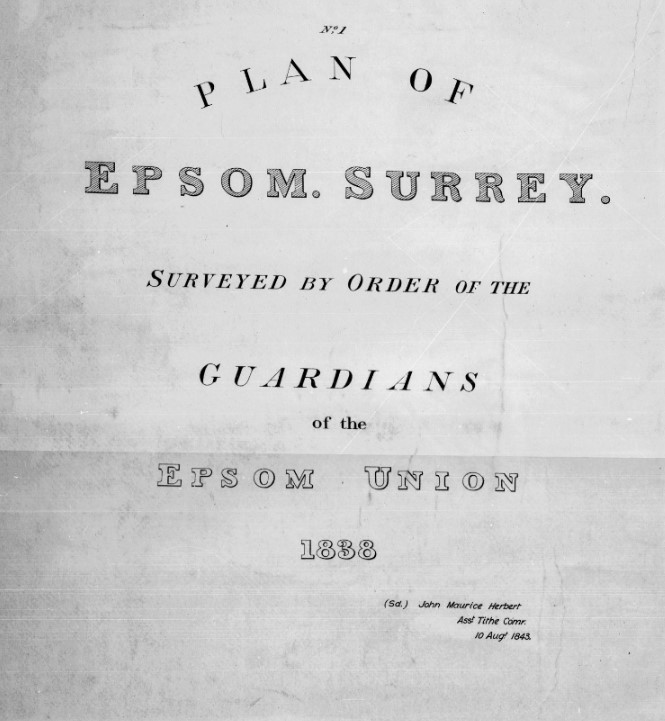 No. 1
PLAN OF
EPSOM. SURREY.
SURVEYED BY ORDER OF THE
GUARDIANS
of the
EPSOM UNION
1838
(Sd.) John Maurice Herbert
Asst Tithe Comr.
10 Augt 1843.